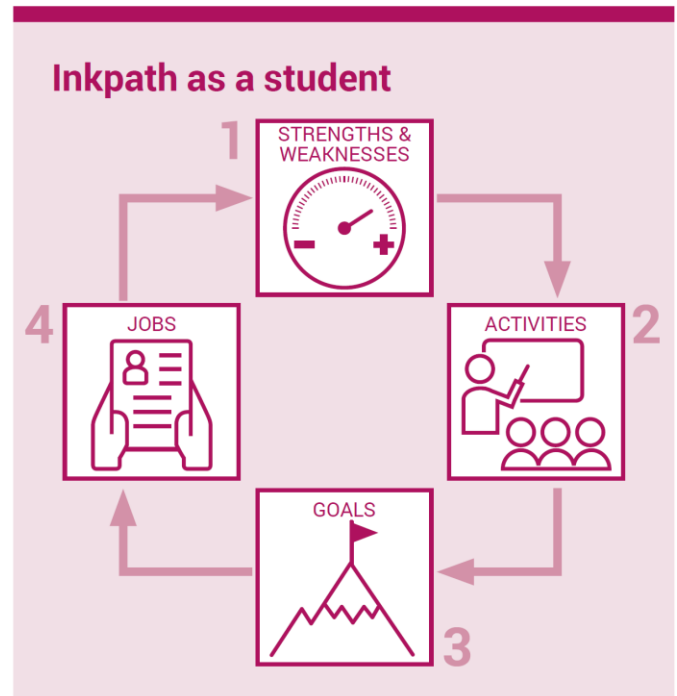 Inkpath as a student
1
STRENGTHS &
WEAKNESSES
2
ACTIVITIES
3
GOALS
4
JOBS